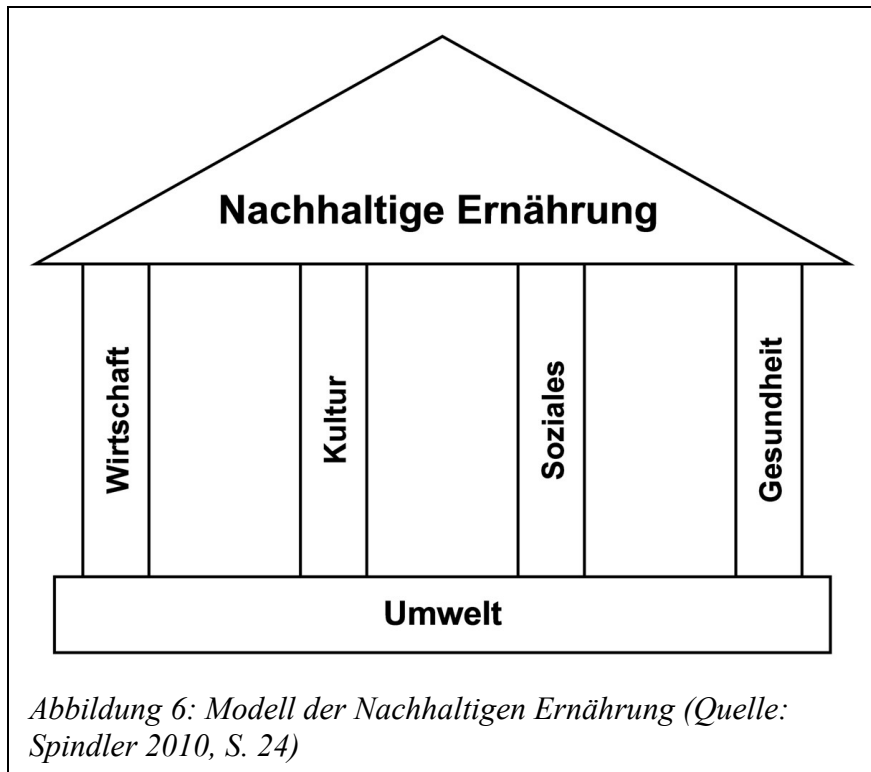 Nachhaltige Ernährung
Wirtschaft
Kultur
Soziales
Gesundheit
Umwelt
Abbildung 6: Modell der Nachhaltigen Ernährung (Quelle:
Spindler 2010, S. 24)